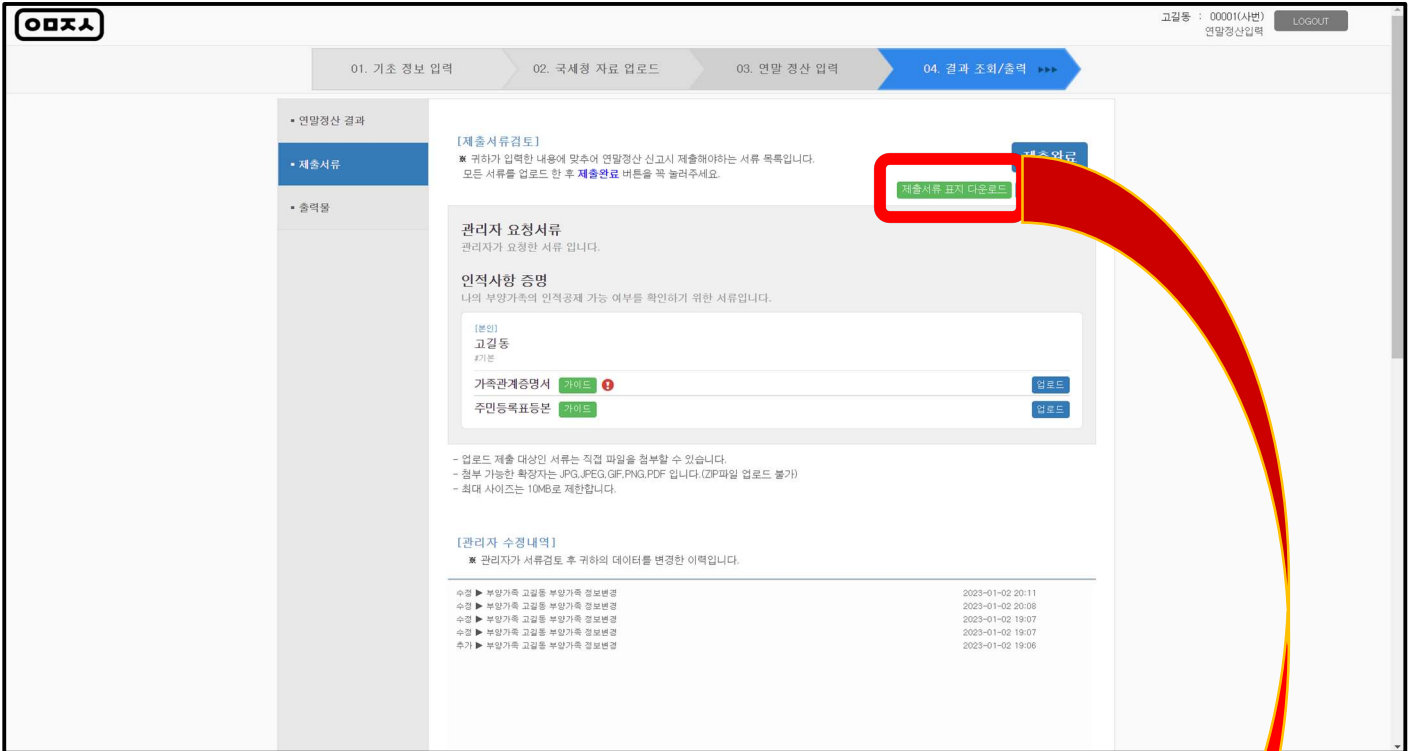 ㅇㅁㅈㅅ
고길동 : 00001(사번)
연말정산입력
LOGOUT
01. 기초 정보 입력
02. 국세청 자료 업로드
03. 연말 정산 입력
04. 결과 조회/출력 ▶▶▶
▪ 연말정산 결과
▪ 제출서류
▪ 출력물
[제출서류검토]
※ 귀하가 입력한 내용에 맞추어 연말정산 신고시 제출해야하는 서류 목록입니다.
모든 서류를 업로드 한 후 제출완료 버튼을 꼭 눌러주세요.
제출완료
제출서류 표지 다운로드
관리자 요청서류
관리자가 요청한 서류 입니다.
인적사항 증명
나의 부양가족의 인적공제 가능 여부를 확인하기 위한 서류입니다.
[본인]
고길동
#기본
가족관계증명서 가이드 업로드
주민등록표등본 가이드 업로드
- 업로드 제출 대상인 서류는 직접 파일을 첨부할 수 있습니다.
- 첨부 가능한 확장자는 JPG,JPEG,GIF,PNG,PDF 입니다.(ZIP파일 업로드 불가)
- 최대 사이즈는 10MB로 제한합니다.
[관리자 수정내역]
※ 관리자가 서류검토 후 귀하의 데이터를 변경한 이력입니다.
수정 ▶ 부양가족 고길동 부양가족 정보변경 2023-01-02 20:11
수정 ▶ 부양가족 고길동 부양가족 정보변경 2023-01-02 20:08
수정 ▶ 부양가족 고길동 부양가족 정보변경 2023-01-02 19:07
수정 ▶ 부양가족 고길동 부양가족 정보변경 2023-01-02 19:07
추가 ▶ 부양가족 고길동 부양가족 정보변경 2023-01-02 19:06